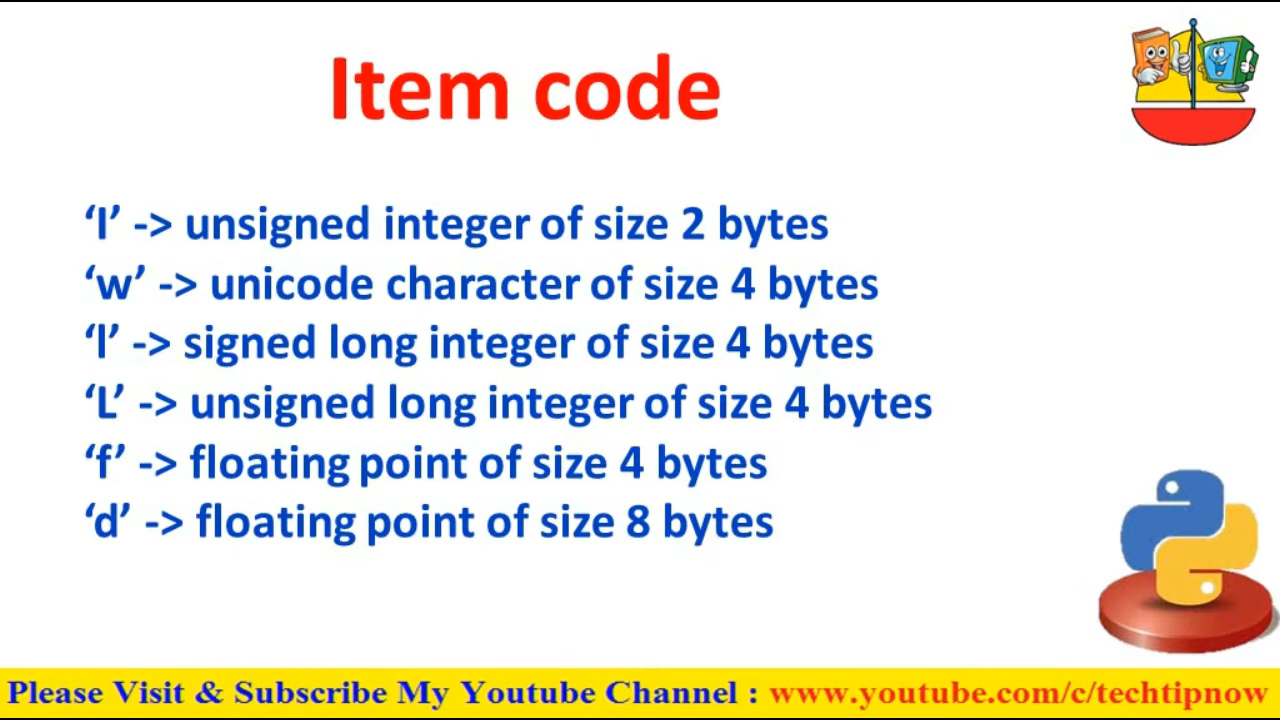 Item code
‘I’ -> unsigned integer of size 2 bytes
‘w’ -> unicode character of size 4 bytes
‘l’ -> signed long integer of size 4 bytes
‘L’ -> unsigned long integer of size 4 bytes
‘f’ -> floating point of size 4 bytes
‘d’ -> floating point of size 8 bytes
Please Visit & Subscribe My Youtube Channel : www.youtube.com/c/techtipnow